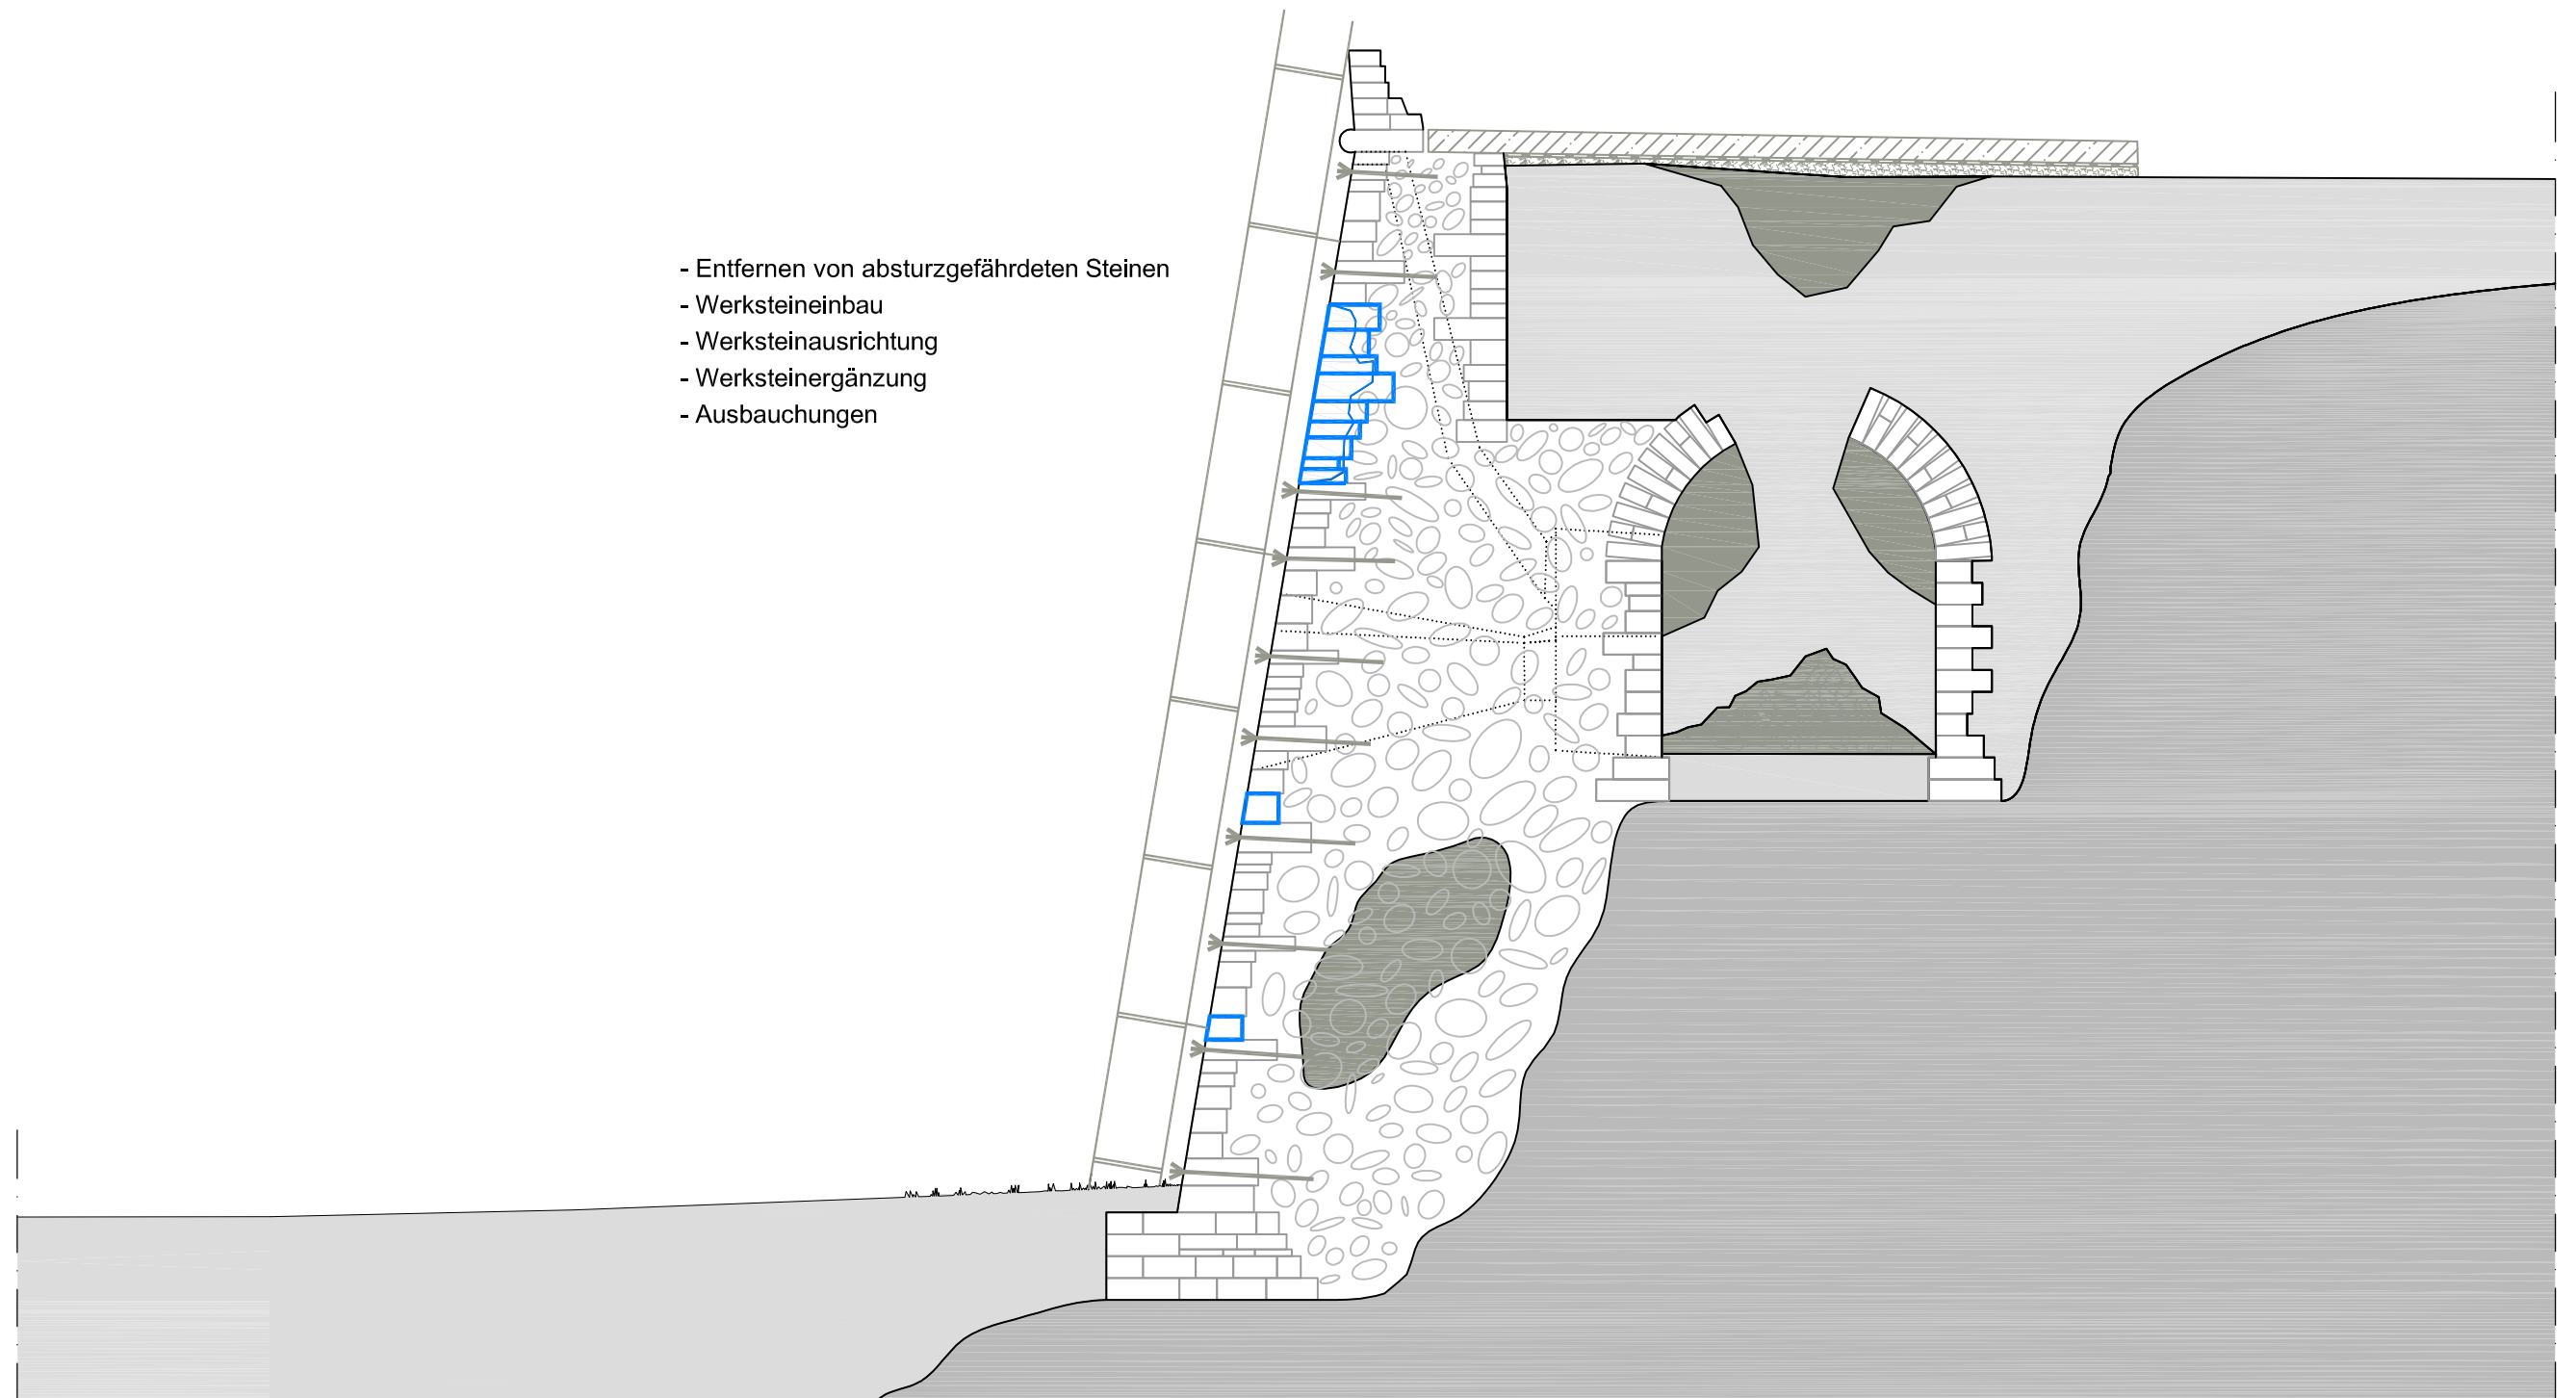 - Entfernen von absturzgefährdeten Steinen
- Werksteineinbau
- Werksteinausrichtung
- Werksteinergänzung
- Ausbauchungen